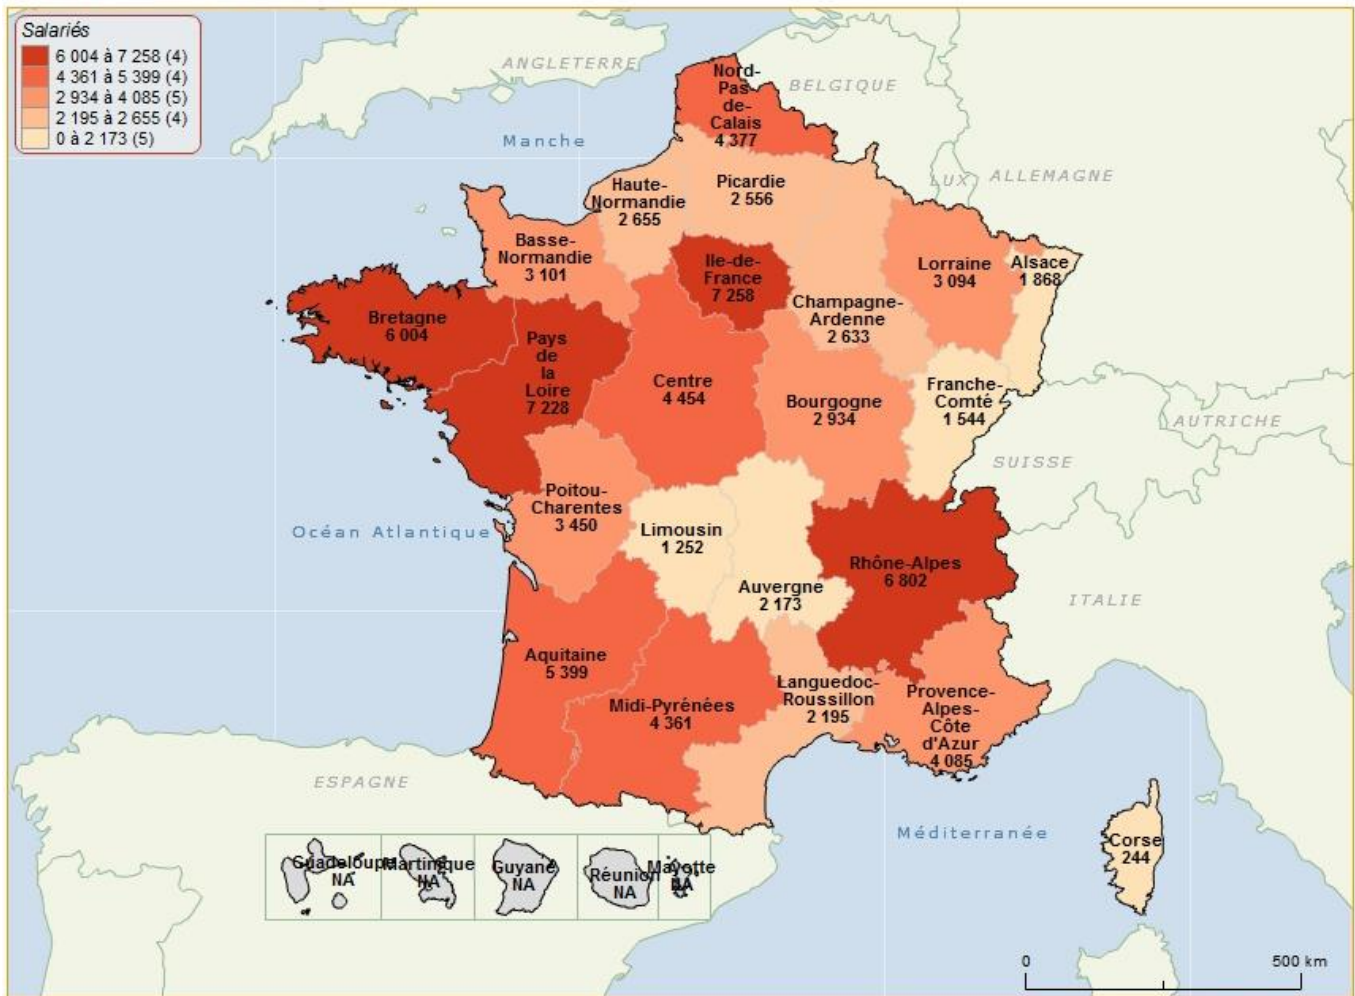 Salariés
6 004 à 7 258 (4)
4 361 à 5 399 (4)
2 934 à 4 085 (5)
2 195 à 2 655 (4)
0 à 2 173 (5)
ANGLETERRE
BELGIQUE
Manche
LUX
ALLEMAGNE
Nord-
Pas
de-
Calais
4 377
Haute-
Normandie
2 655
Picardie
2 556
Basse-
Normandie
3 101
Ile-de-
France
7 258
Lorraine
3 094
Alsace
1 868
Champagne-
Ardenne
2 633
Bretagne
6 004
Pays
de
la
Loire
7 228
Centre
4 454
Bourgogne
2 934
Franche-
Comté
1 544
AUTRICHE
SUISSE
Océan Atlantique
Poitou-
Charentes
3 450
Limousin
1 252
Auvergne
2 173
Rhône-Alpes
6 802
ITALIE
Aquitaine
5 399
Midi-Pyrénées
4 361
Languedoc-
Roussillon
2 195
Provence-
Alpes-
Côte
d'Azur
4 085
ESPAGNE
Méditerranée
Corse
244
Guadeloupe
NA
Martinique
NA
Guyane
NA
Réunion
NA
Mayotte
NA
0
500 km